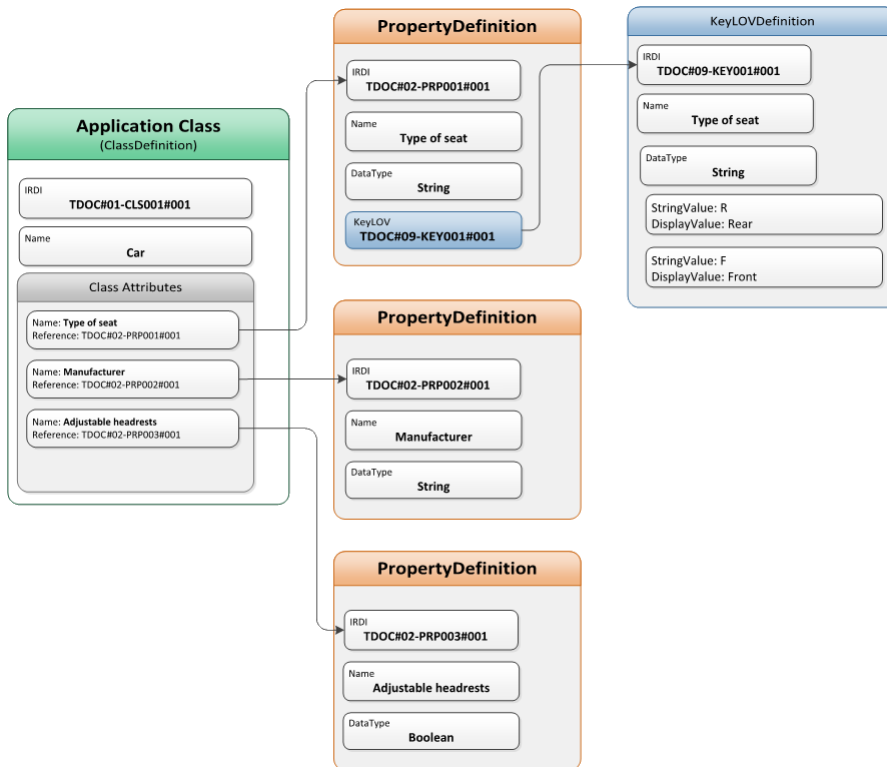 Application Class
(ClassDefinition)
IRDI
TDOC#01-CLS001#001
Name
Car
Class Attributes
Name: Type of seat
Reference: TDOC#02-PRP001#001
Name: Manufacturer
Reference: TDOC#02-PRP002#001
Name: Adjustable headrests
Reference: TDOC#02-PRP003#001
PropertyDefinition
IRDI
TDOC#02-PRP001#001
Name
Type of seat
DataType
String
KeyLOV
TDOC#09-KEY001#001
PropertyDefinition
IRDI
TDOC#02-PRP002#001
Name
Manufacturer
DataType
String
PropertyDefinition
IRDI
TDOC#02-PRP003#001
Name
Adjustable headrests
DataType
Boolean
KeyLOVDefinition
IRDI
TDOC#09-KEY001#001
Name
Type of seat
DataType
String
StringValue: R
DisplayValue: Rear
StringValue: F
DisplayValue: Front